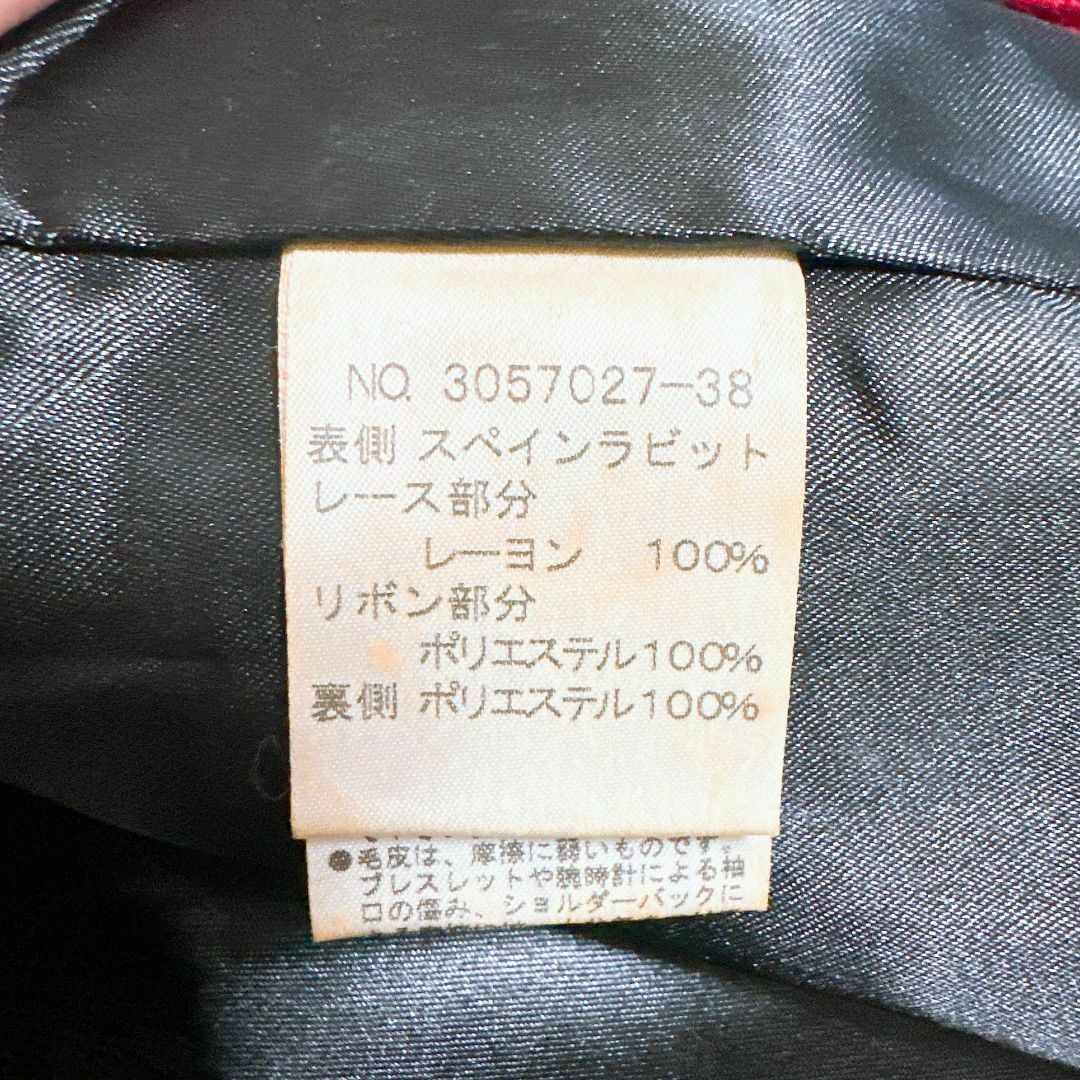 NO. 3057027-38
表側 スペインラビット
レース部分
レーヨン 100%
リボン部分
ポリエステル100%
裏側 ポリエステル100%
●毛皮は、摩擦に弱いものです。
ブレスレットや腕時計による袖
口の傷み、ショルダーバックに